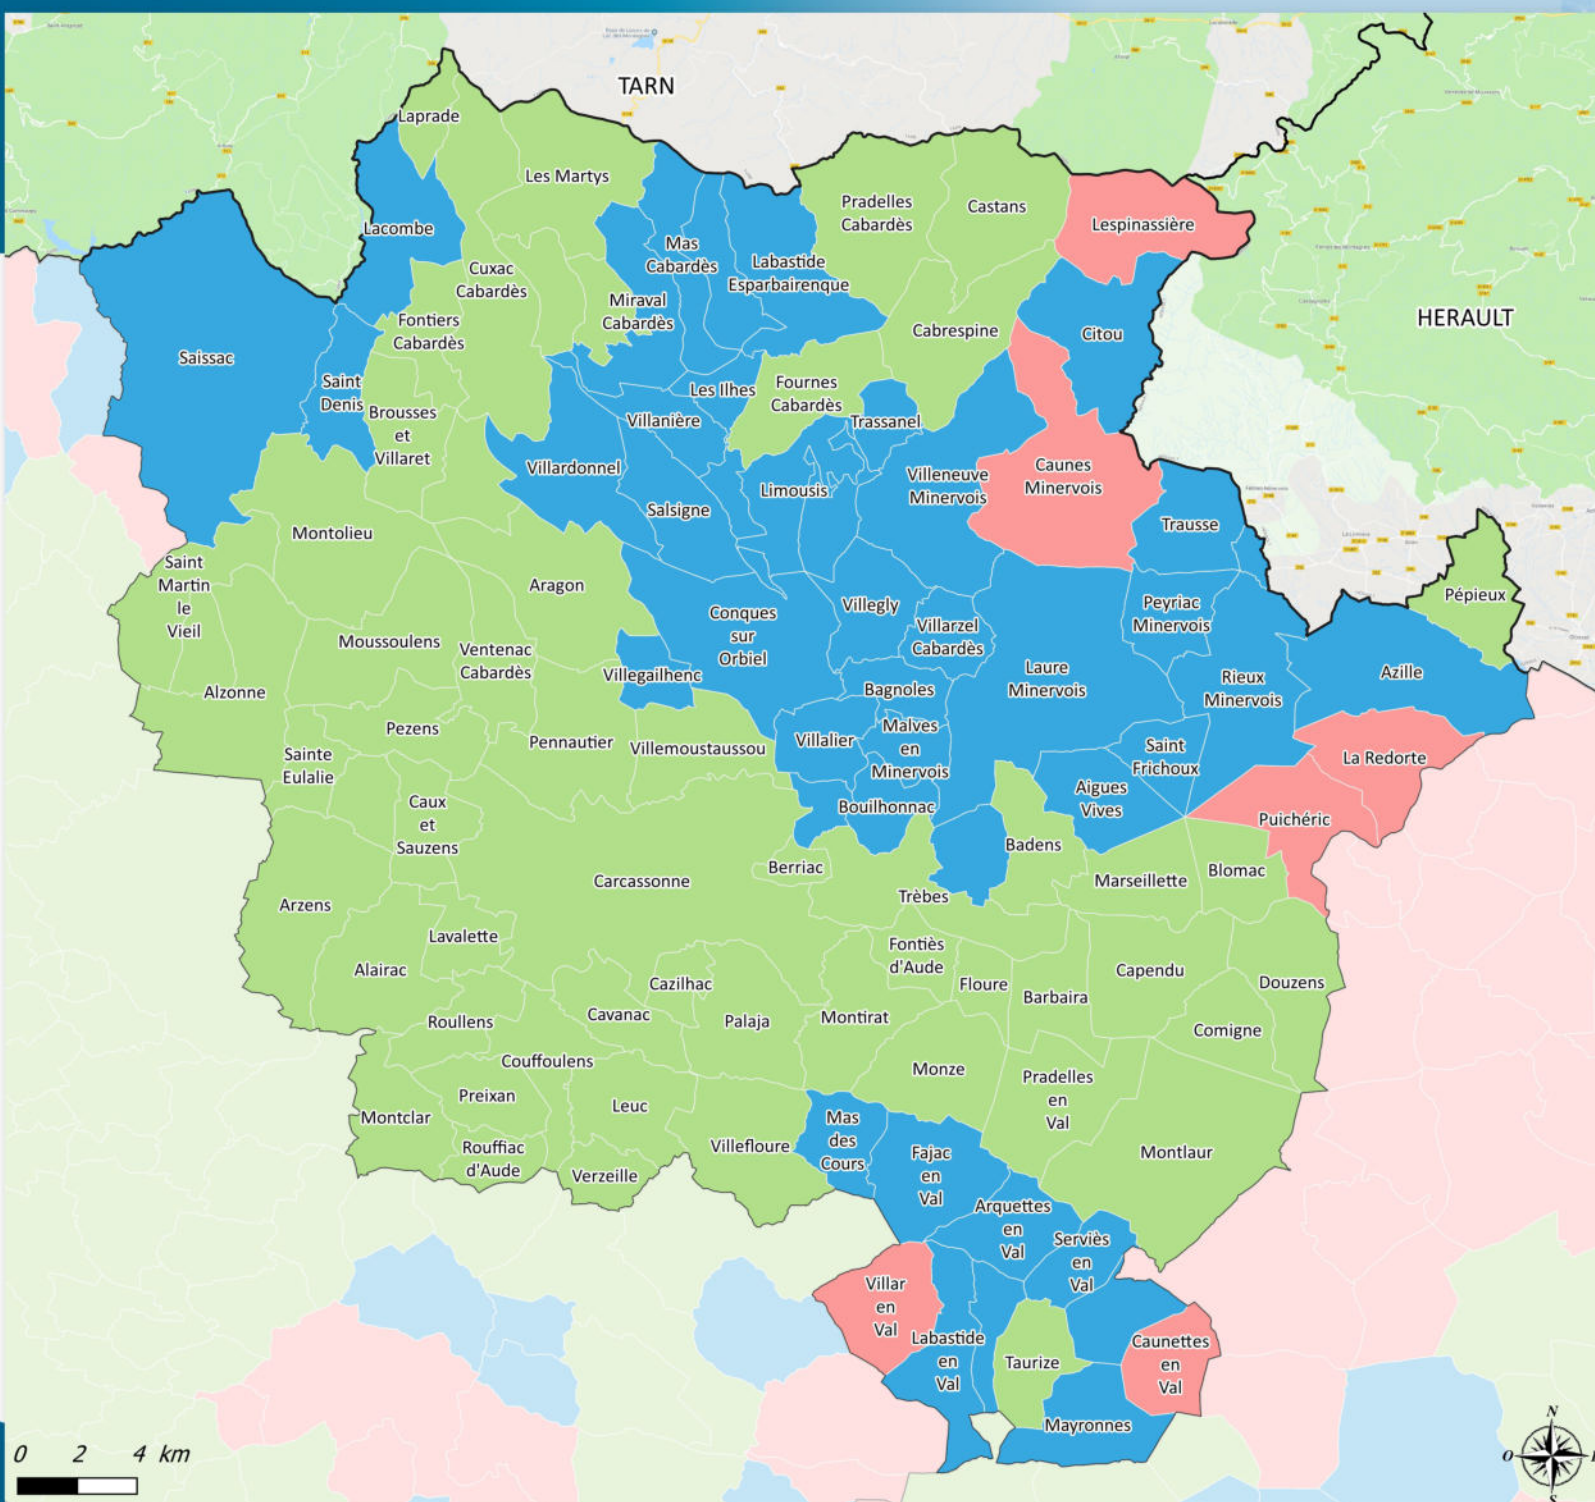 TARN
Laprade
Les Martys
Pradelles
Cabardès
Castans
Lespinassière
Lacombe
Mas
Cabardès
Labastide
Esparbairenque
Cuxac
Cabardès
Miraval
Cabardès
HERAULT
Fontiers
Cabardès
Cabrespine
Citou
Saissac
Saint
Denis
Les Ilhes
Fournes
Cabardès
Brousses
et
Villaret
Villanière
Trassanel
Villardonnel
Limousis
Villeneuve
Minervois
Caunes
Minervois
Salsigne
Trausse
Montolieu
Saint
Martin
le
Vieil
Aragon
Pépieux
Conques
sur
Orbiel
Villegly
Peyriac
Minervois
Villarzel
Cabardès
Moussoulens
Ventenac
Cabardès
Villegailhenc
Laure
Minervois
Rieux
Minervois
Azille
Alzonne
Bagnoles
Pezens
Pennautier
Villemoustaussou
Villalier
Malves
en
Minervois
Saint
Frichoux
La Redorte
Sainte
Eulalie
Aigues
Vives
Bouilhonnac
Puichéric
Caux
et
Sauzens
Badens
Berriac
Carcassonne
Marseillette
Blomac
Trèbes
Arzens
Lavalette
Alairac
Fontiès
d'Aude
Cazilhac
Floure
Capendu
Douzens
Barbaira
Roullens
Cavanac
Palaja
Montirat
Comigne
Couffoulens
Monze
Pradelles
en
Val
Preixan
Leuc
Montclar
Mas
des
Cours
Rouffiac
d'Aude
Villefloure
Fajac
en
Val
Montlaur
Verzeille
Arquettes
en
Val
Serviès
en
Val
Villar
en
Val
Labastide
en
Val
Taurize
Caunettes
en
Val
Mayronnes
0 2 4 km
N
O
S